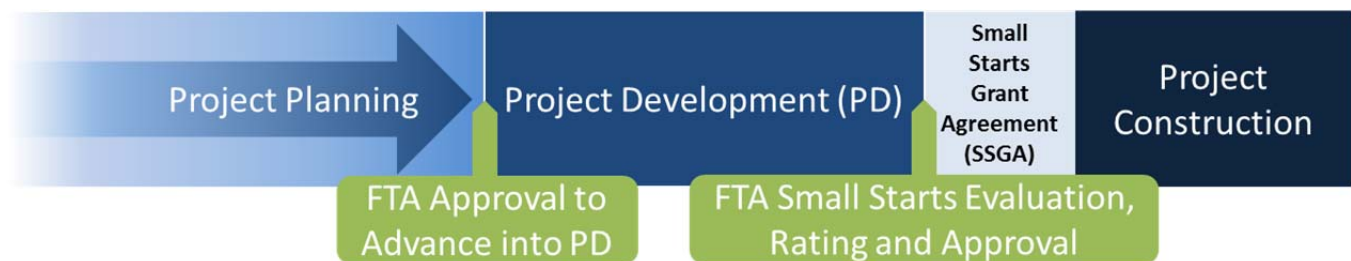 Project Planning
Project Development (PD)
Small
Starts
Grant
Agreement
(SSGA)
Project
Construction
FTA Approval to
Advance into PD
FTA Small Starts Evaluation,
Rating and Approval